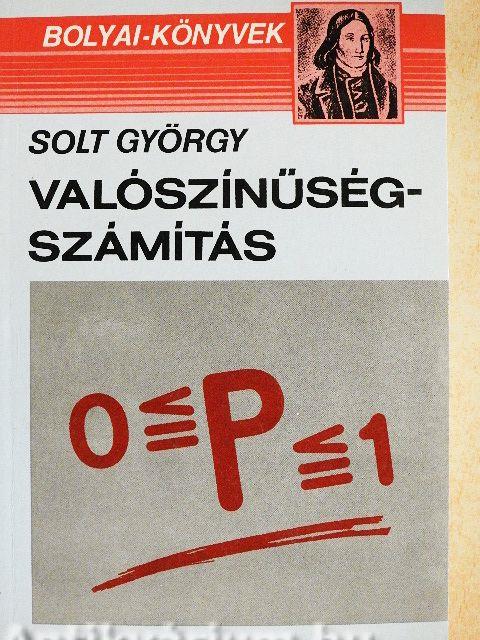 BOLYAI-KÖNYVEK
SOLT GYÖRGY
VALÓSZÍNŰSÉG-
SZÁMÍTÁS
0≦P≦1